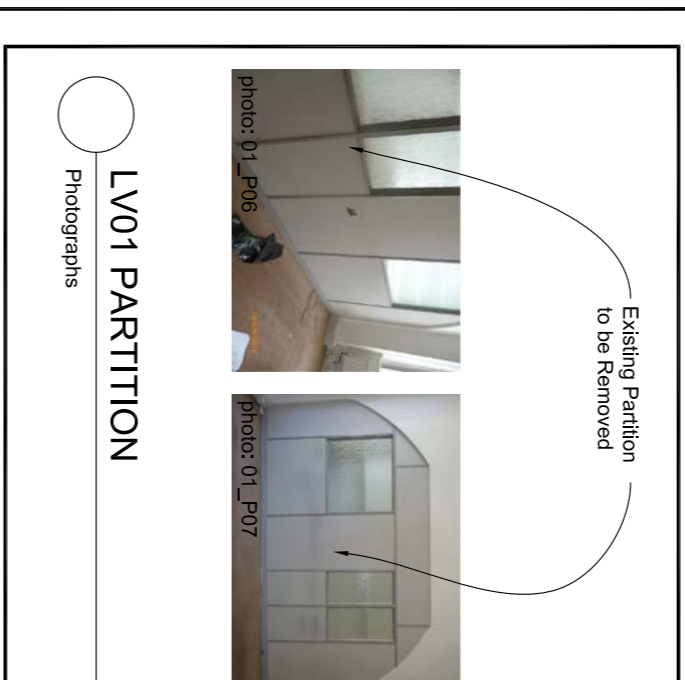 Existing Partition
to be Removed
photo: 01_P06
photo: 01_P07
LV01 PARTITION
Photographs